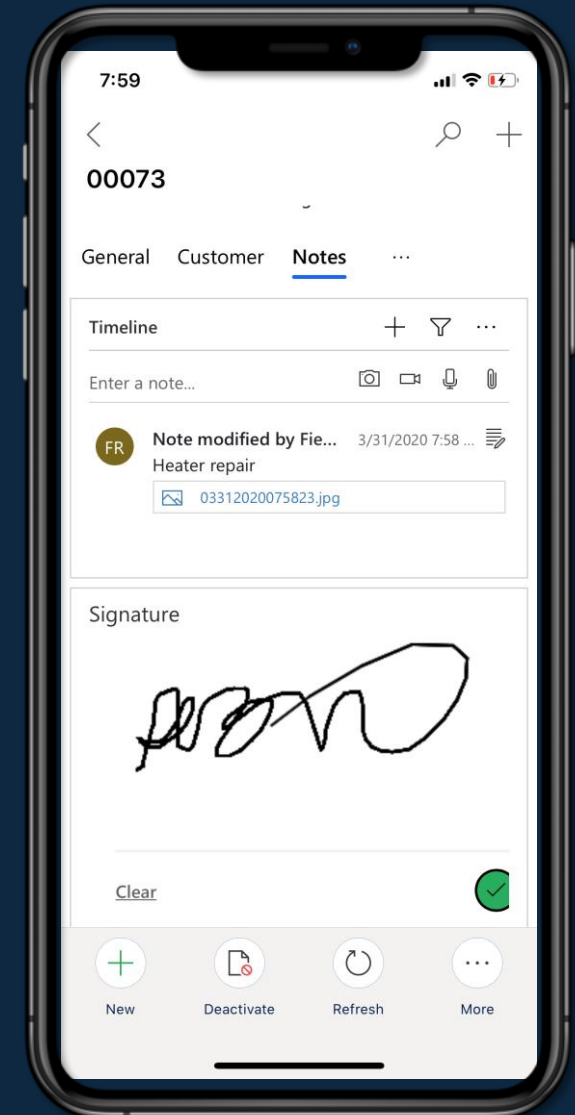 7:59
00073
General Customer Notes ...
Timeline
Enter a note...
FR
Note modified by Fie... 3/31/2020 7:58 ...
Heater repair
03312020075823.jpg
Signature
Clear
New Deactivate Refresh More